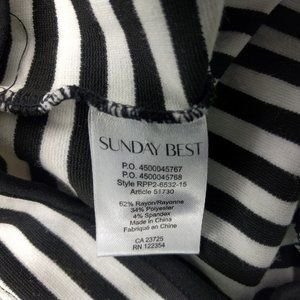 SUNDAY BEST
P.O. 4500045767
P.O. 4500045768
Style RPP2-6532-15
Article 51730
62% Rayon/Rayonne
34% Polyester
4% Spandex
Made in China
Fabriqué en Chine
CA 23725
RN 122354